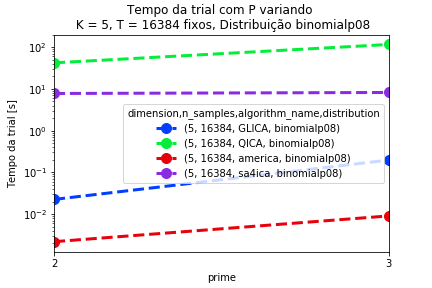 Tempo da trial com P variando
K = 5, T = 16384 fixos, Distribuição binomialp08
Tempo da trial [s]
10²
10¹
10⁰
10⁻¹
10⁻²
dimension,n_samples,algorithm_name,distribution
(5, 16384, GLICA, binomialp08)
(5, 16384, QICA, binomialp08)
(5, 16384, america, binomialp08)
(5, 16384, sa4ica, binomialp08)
2
3
prime